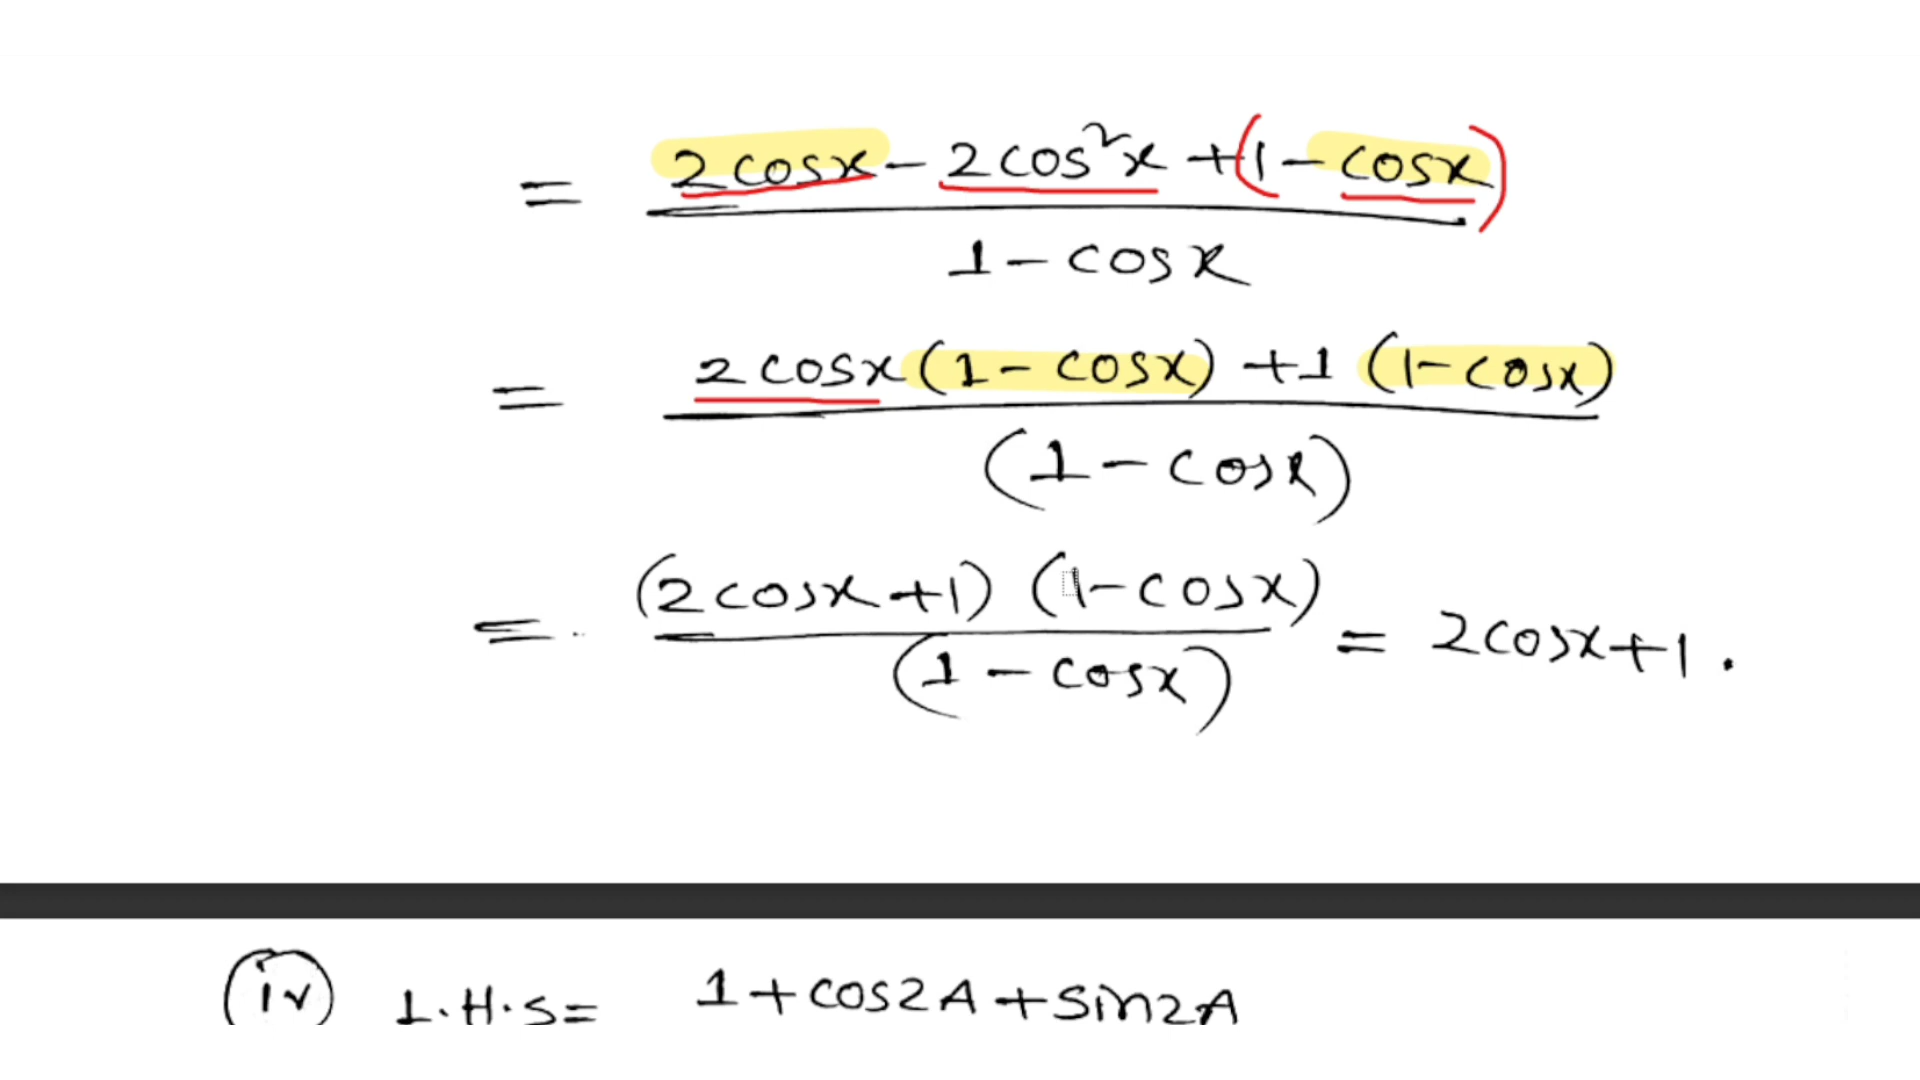 = 2cosx - 2cos²x + (1 - cosx)
1 - cosx
= 2cosx (1 - cosx) + 1 (1 - cosx)
(1 - cosx)
= (2cosx + 1) (1 - cosx) = 2cosx + 1 .
(1 - cosx)
iv L.H.S = 1 + cos2A + sin2A